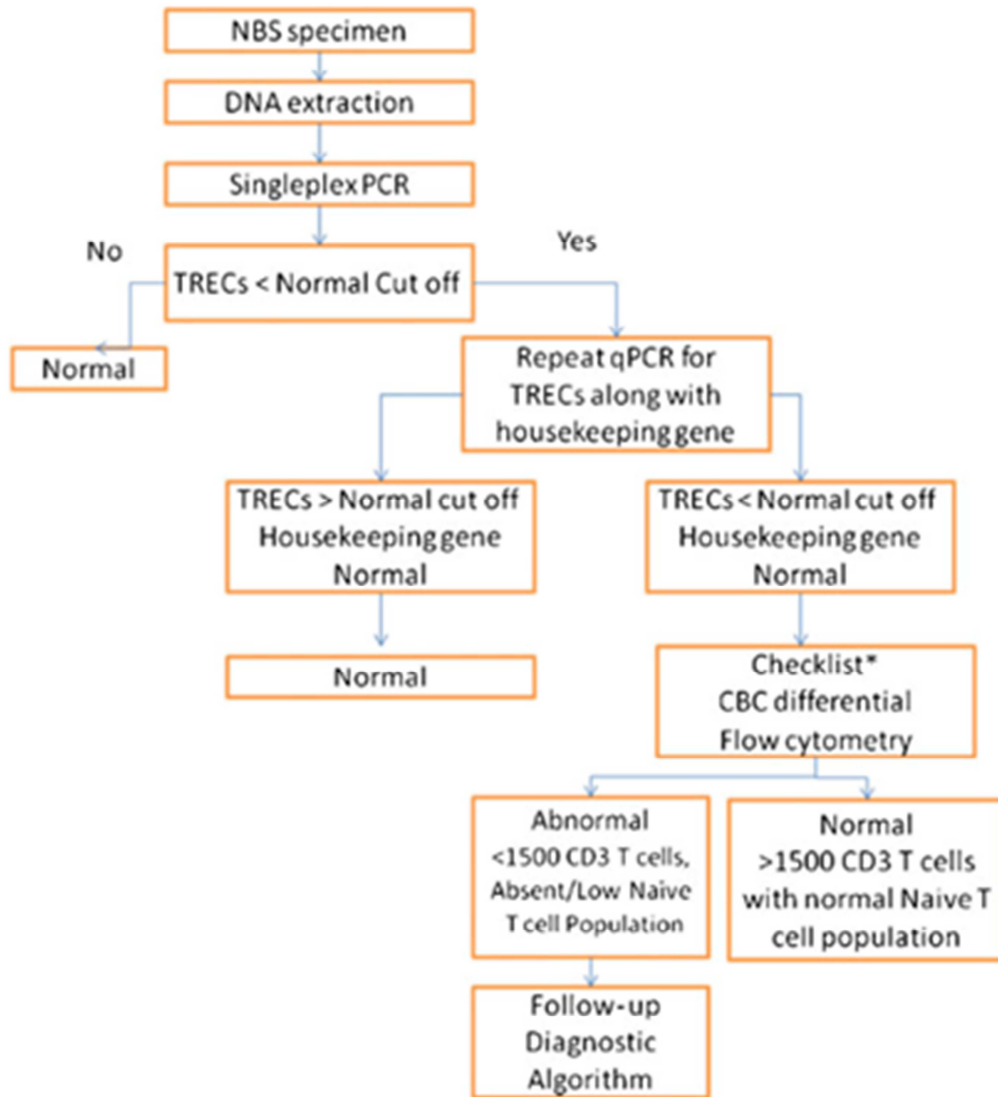 NBS specimen
DNA extraction
Singleplex PCR
No
Yes
TRECs < Normal Cut off
Normal
Repeat qPCR for
TRECs along with
housekeeping gene
TRECs > Normal cut off
Housekeeping gene
Normal
TRECs < Normal cut off
Housekeeping gene
Normal
Normal
Checklist*
CBC differential
Flow cytometry
Abnormal
<1500 CD3 T cells,
Absent/Low Naive
T cell Population
Normal
>1500 CD3 T cells
with normal Naive T
cell population
Follow-up
Diagnostic
Algorithm